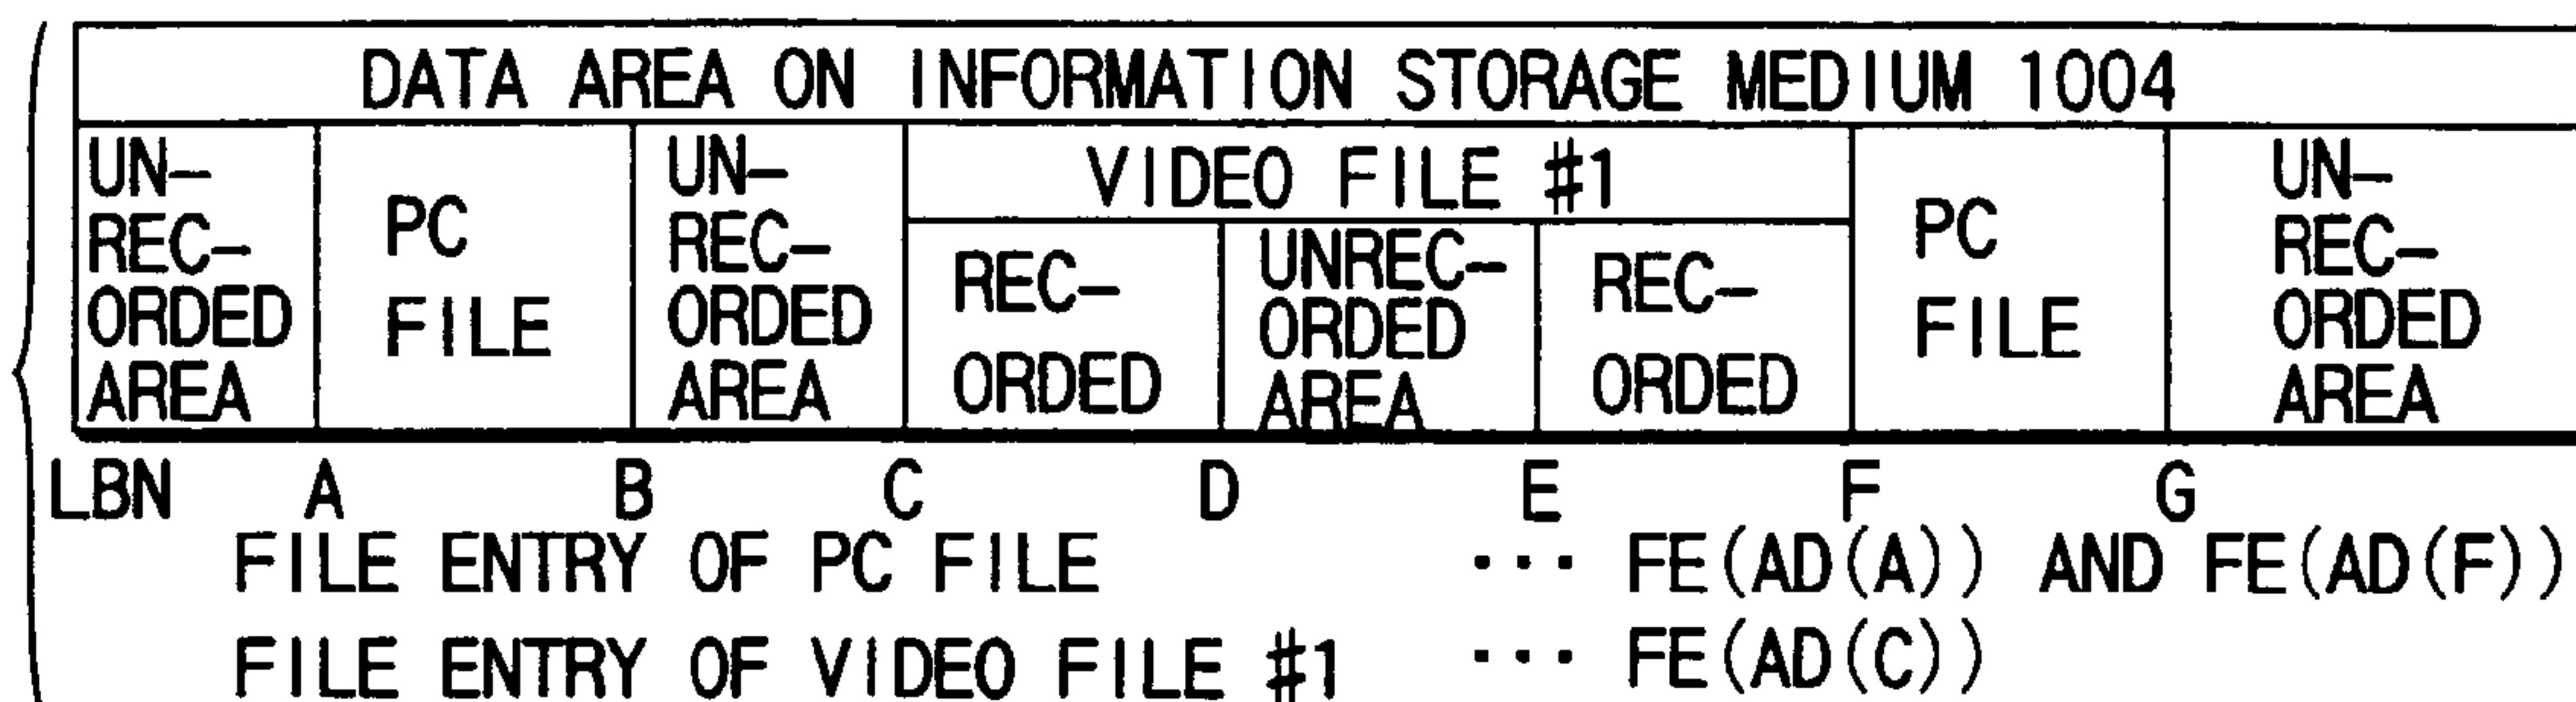 DATA AREA ON INFORMATION STORAGE MEDIUM 1004
UN-
REC-
ORDED
AREA
PC
FILE
UN-
REC-
ORDED
AREA
VIDEO FILE #1
REC-
ORDED
UNREC-
ORDED
AREA
REC-
ORDED
PC
FILE
UN-
REC-
ORDED
AREA
LBN A B C D E F G
FILE ENTRY OF PC FILE ··· FE(AD(A)) AND FE(AD(F))
FILE ENTRY OF VIDEO FILE #1 ··· FE(AD(C))